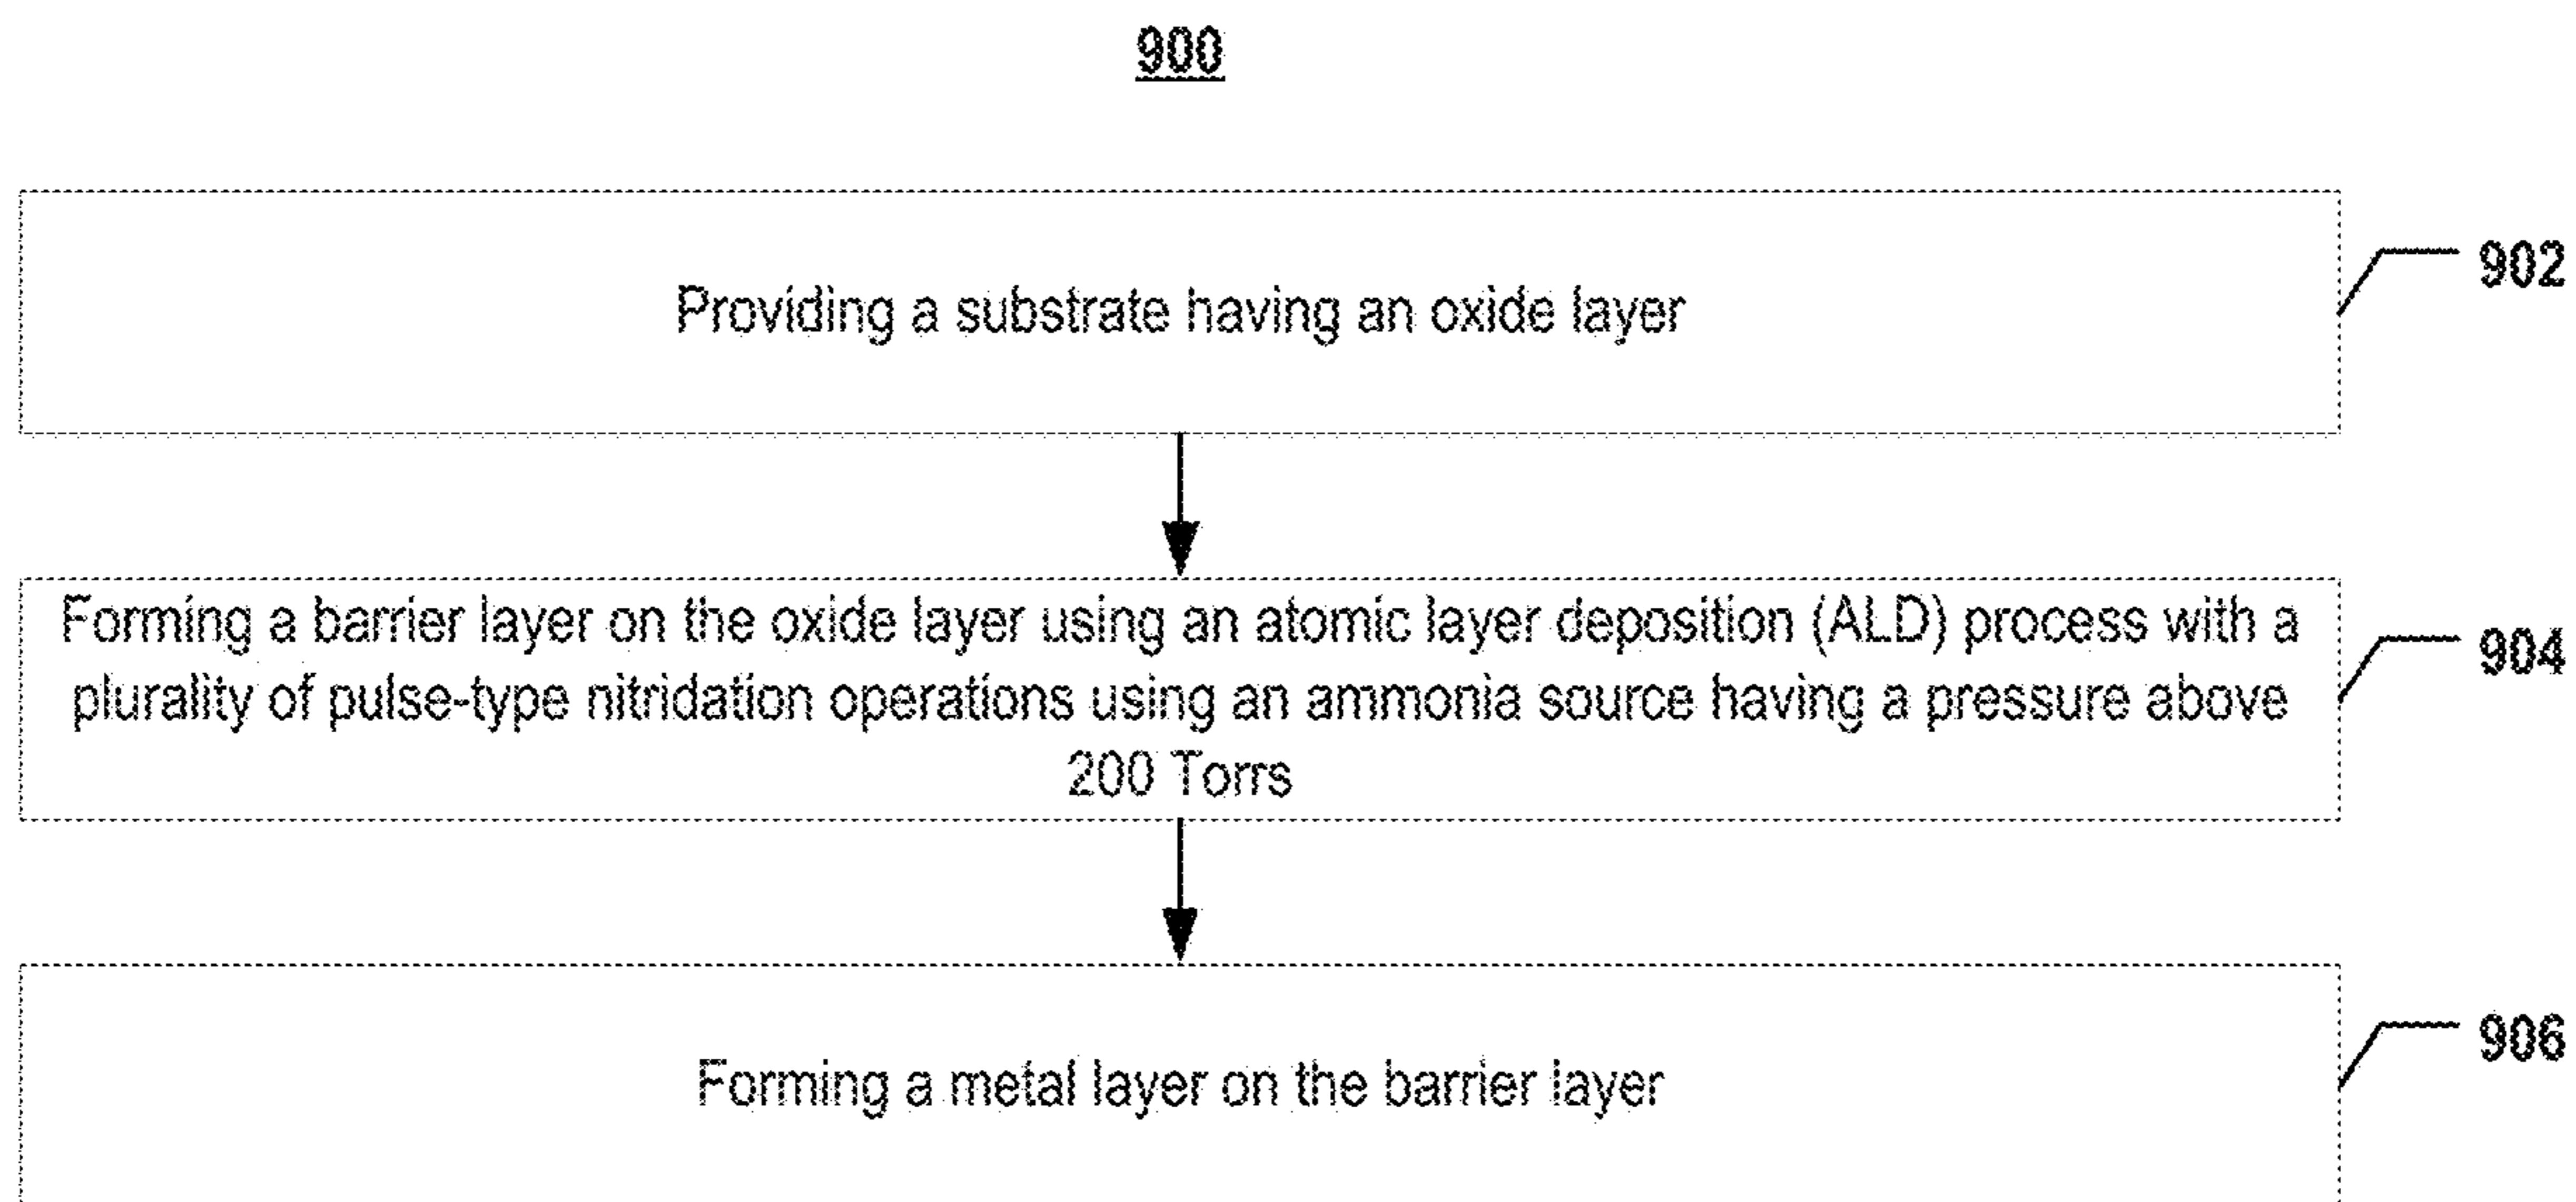 900
Providing a substrate having an oxide layer
902
Forming a barrier layer on the oxide layer using an atomic layer deposition (ALD) process with a
plurality of pulse-type nitridation operations using an ammonia source having a pressure above
200 Torrs
904
Forming a metal layer on the barrier layer
906